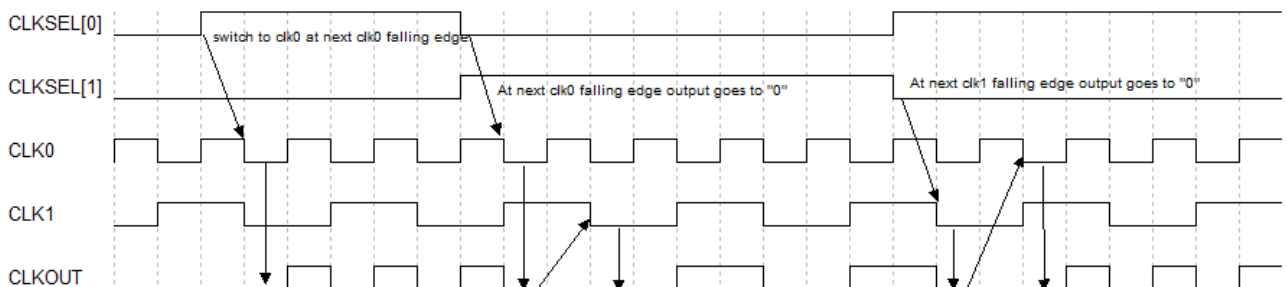 CLKSEL[0]
switch to clk0 at next clk0 falling edge
CLKSEL[1]
At next clk0 falling edge output goes to "0"
At next clk1 falling edge output goes to "0"
CLK0
CLK1
CLKOUT